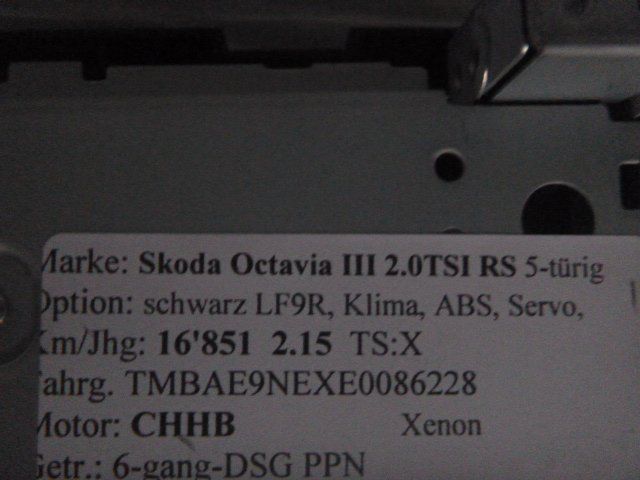 Marke: Skoda Octavia III 2.0TSI RS 5-türig
Option: schwarz LF9R, Klima, ABS, Servo,
Km/Jhg: 16'851 2.15 TS:X
Fahrg. TMBAE9NEXE0086228
Motor: CHHB Xenon
Getr.: 6-gang-DSG PPN